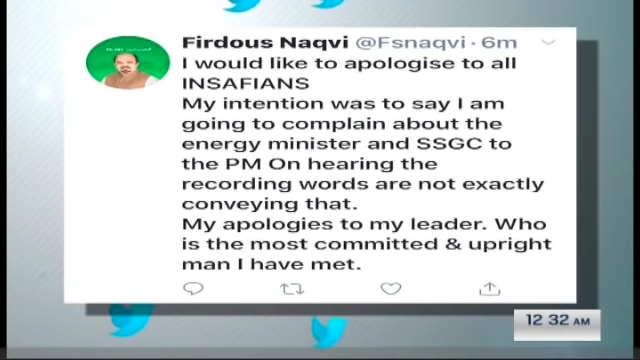 Firdous Naqvi @Fsnaqvi · 6m
I would like to apologise to all
INSAFIANS
My intention was to say I am
going to complain about the
energy minister and SSGC to
the PM On hearing the
recording words are not exactly
conveying that.
My apologies to my leader. Who
is the most committed & upright
man I have met.
12 32 AM